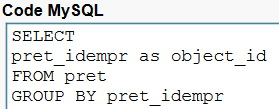 Code MySQL
SELECT
pret_idempr as object_id
FROM pret
GROUP BY pret_idempr